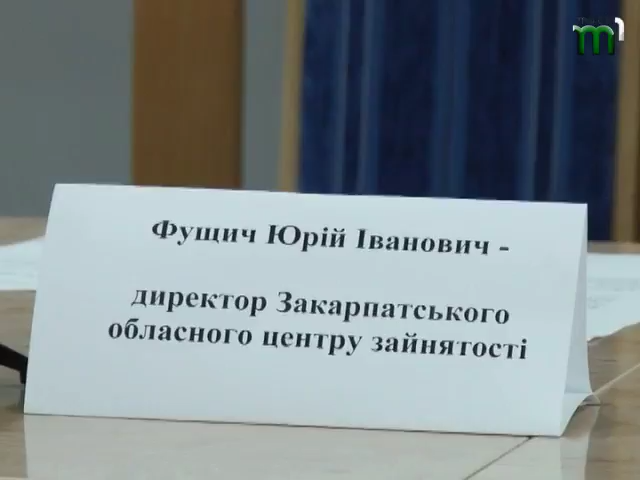 Фущич Юрій Іванович -
директор Закарпатського
обласного центру зайнятості